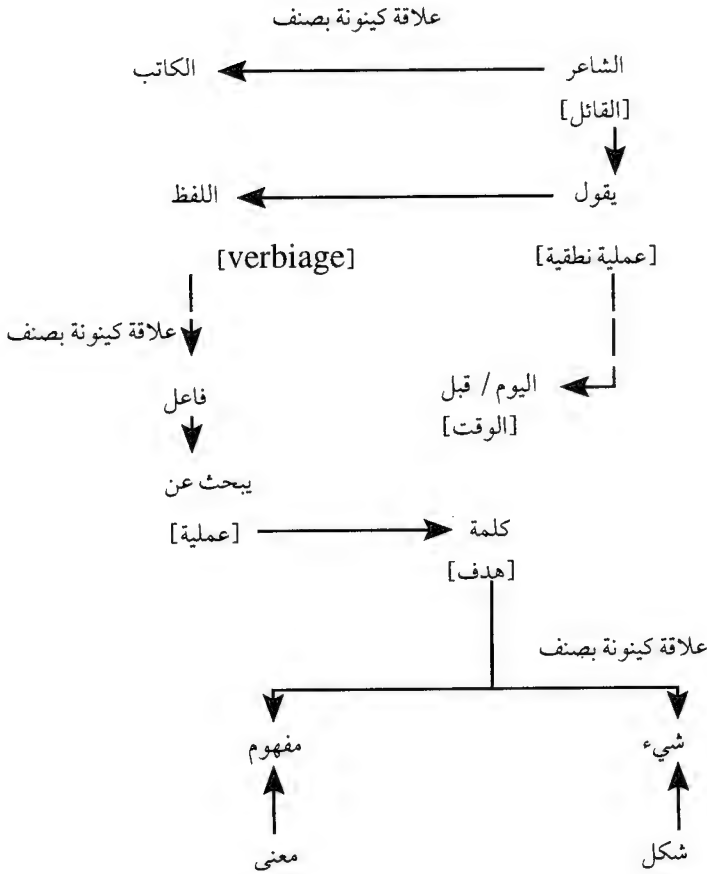 علاقة كينونة بصنف
الشاعر
الكاتب
[القائل]
يقول
اللفظ
[عملية نطقية]
[verbiage]
علاقة كينونة بصنف
اليوم / قبل
فاعل
[الوقت]
يبحث عن
كلمة
[عملية]
[هدف]
علاقة كينونة بصنف
شيء
مفهوم
شكل
معنى